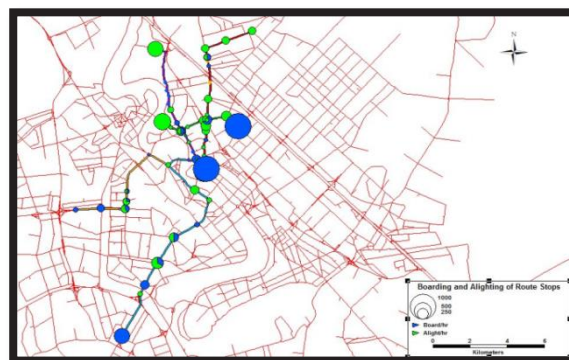 N
Boarding and Alighting of Route Stops
1000
500
250
Board/hr
Alight/hr
0 2 4 6
Kilometers